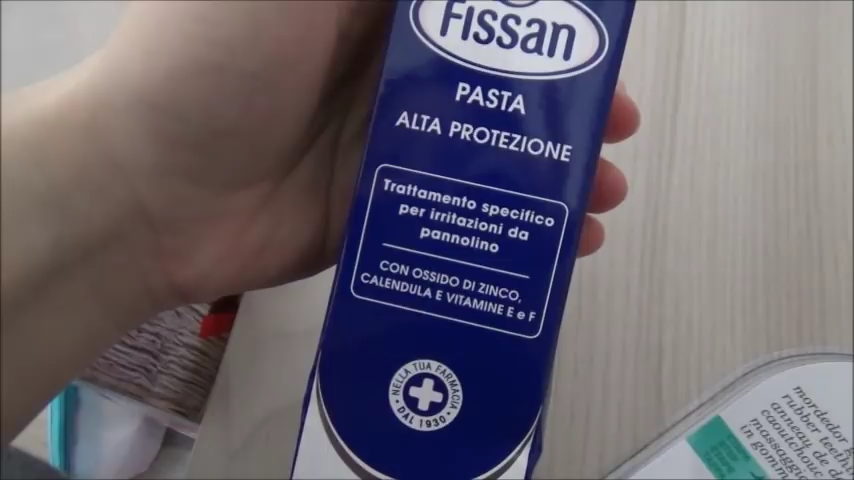 Fissan
PASTA
ALTA PROTEZIONE
Trattamento specifico
per irritazioni da
pannolino
CON OSSIDO DI ZINCO,
CALENDULA E VITAMINE E e F
NELLA TUA FARMACIA
• DAL 1930 •
mordedor
rubber teeth
anneau de d
caoutchouc
massaggi
in gomm